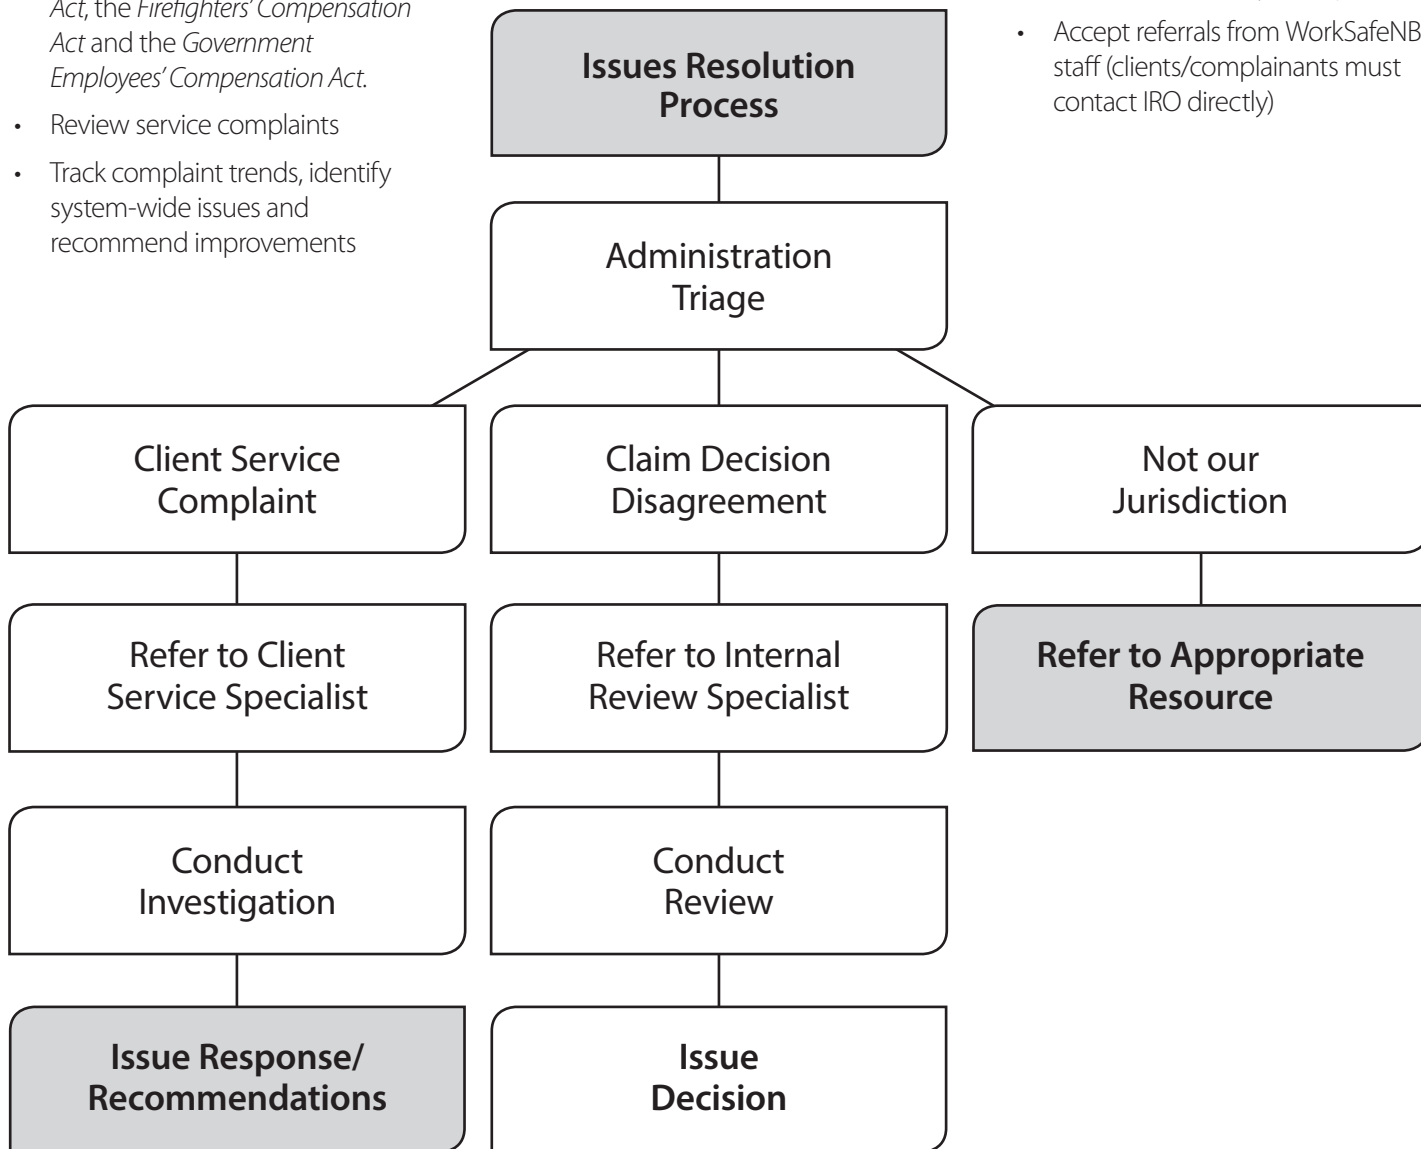 Act, the Firefighters’ Compensation
Act and the Government
Employees’ Compensation Act.
• Review service complaints
• Track complaint trends, identify
system-wide issues and
recommend improvements
• Accept referrals from WorkSafeNB
staff (clients/complainants must
contact IRO directly)
Issues Resolution
Process
Administration
Triage
Client Service
Complaint
Claim Decision
Disagreement
Not our
Jurisdiction
Refer to Client
Service Specialist
Refer to Internal
Review Specialist
Refer to Appropriate
Resource
Conduct
Investigation
Conduct
Review
Issue Response/
Recommendations
Issue
Decision